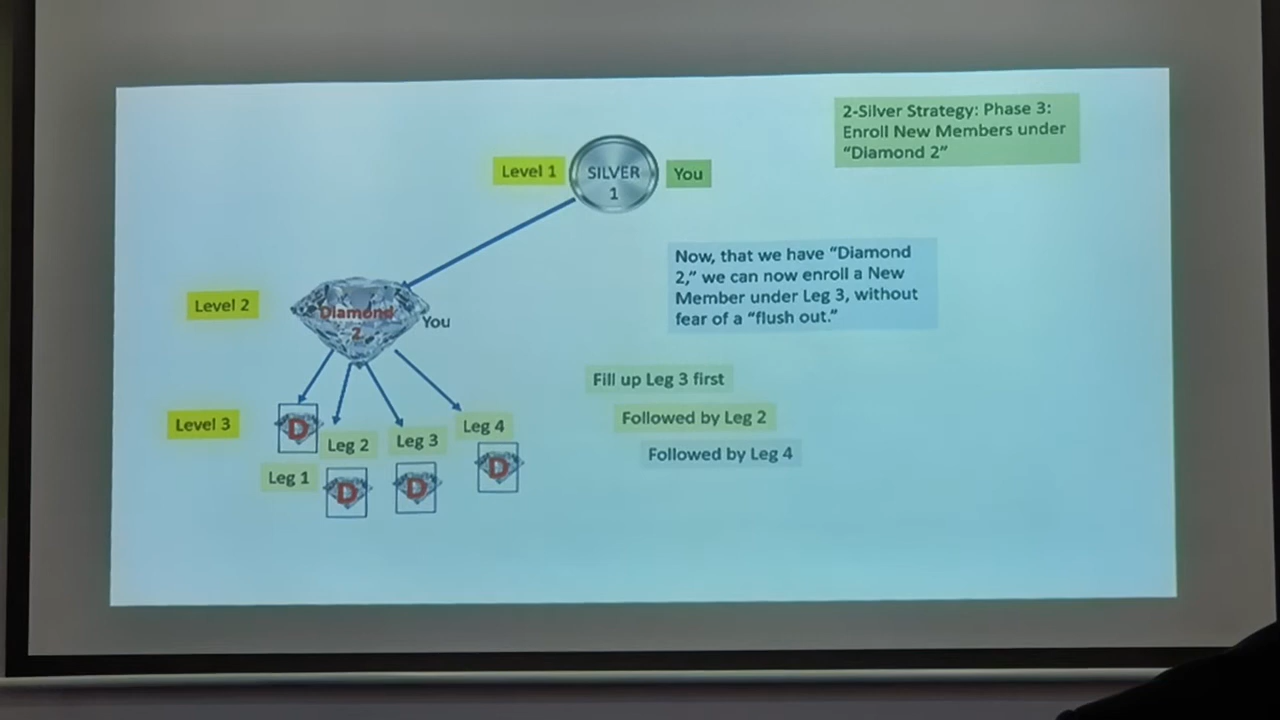 2-Silver Strategy: Phase 3:
Enroll New Members under
“Diamond 2”
Level 1
SILVER
1
You
Now, that we have “Diamond
2,” we can now enroll a New
Member under Leg 3, without
fear of a “flush out.”
Level 2
Diamond
2
You
Fill up Leg 3 first
Followed by Leg 2
Followed by Leg 4
Level 3
D
Leg 1
Leg 2
D
Leg 3
D
Leg 4
D